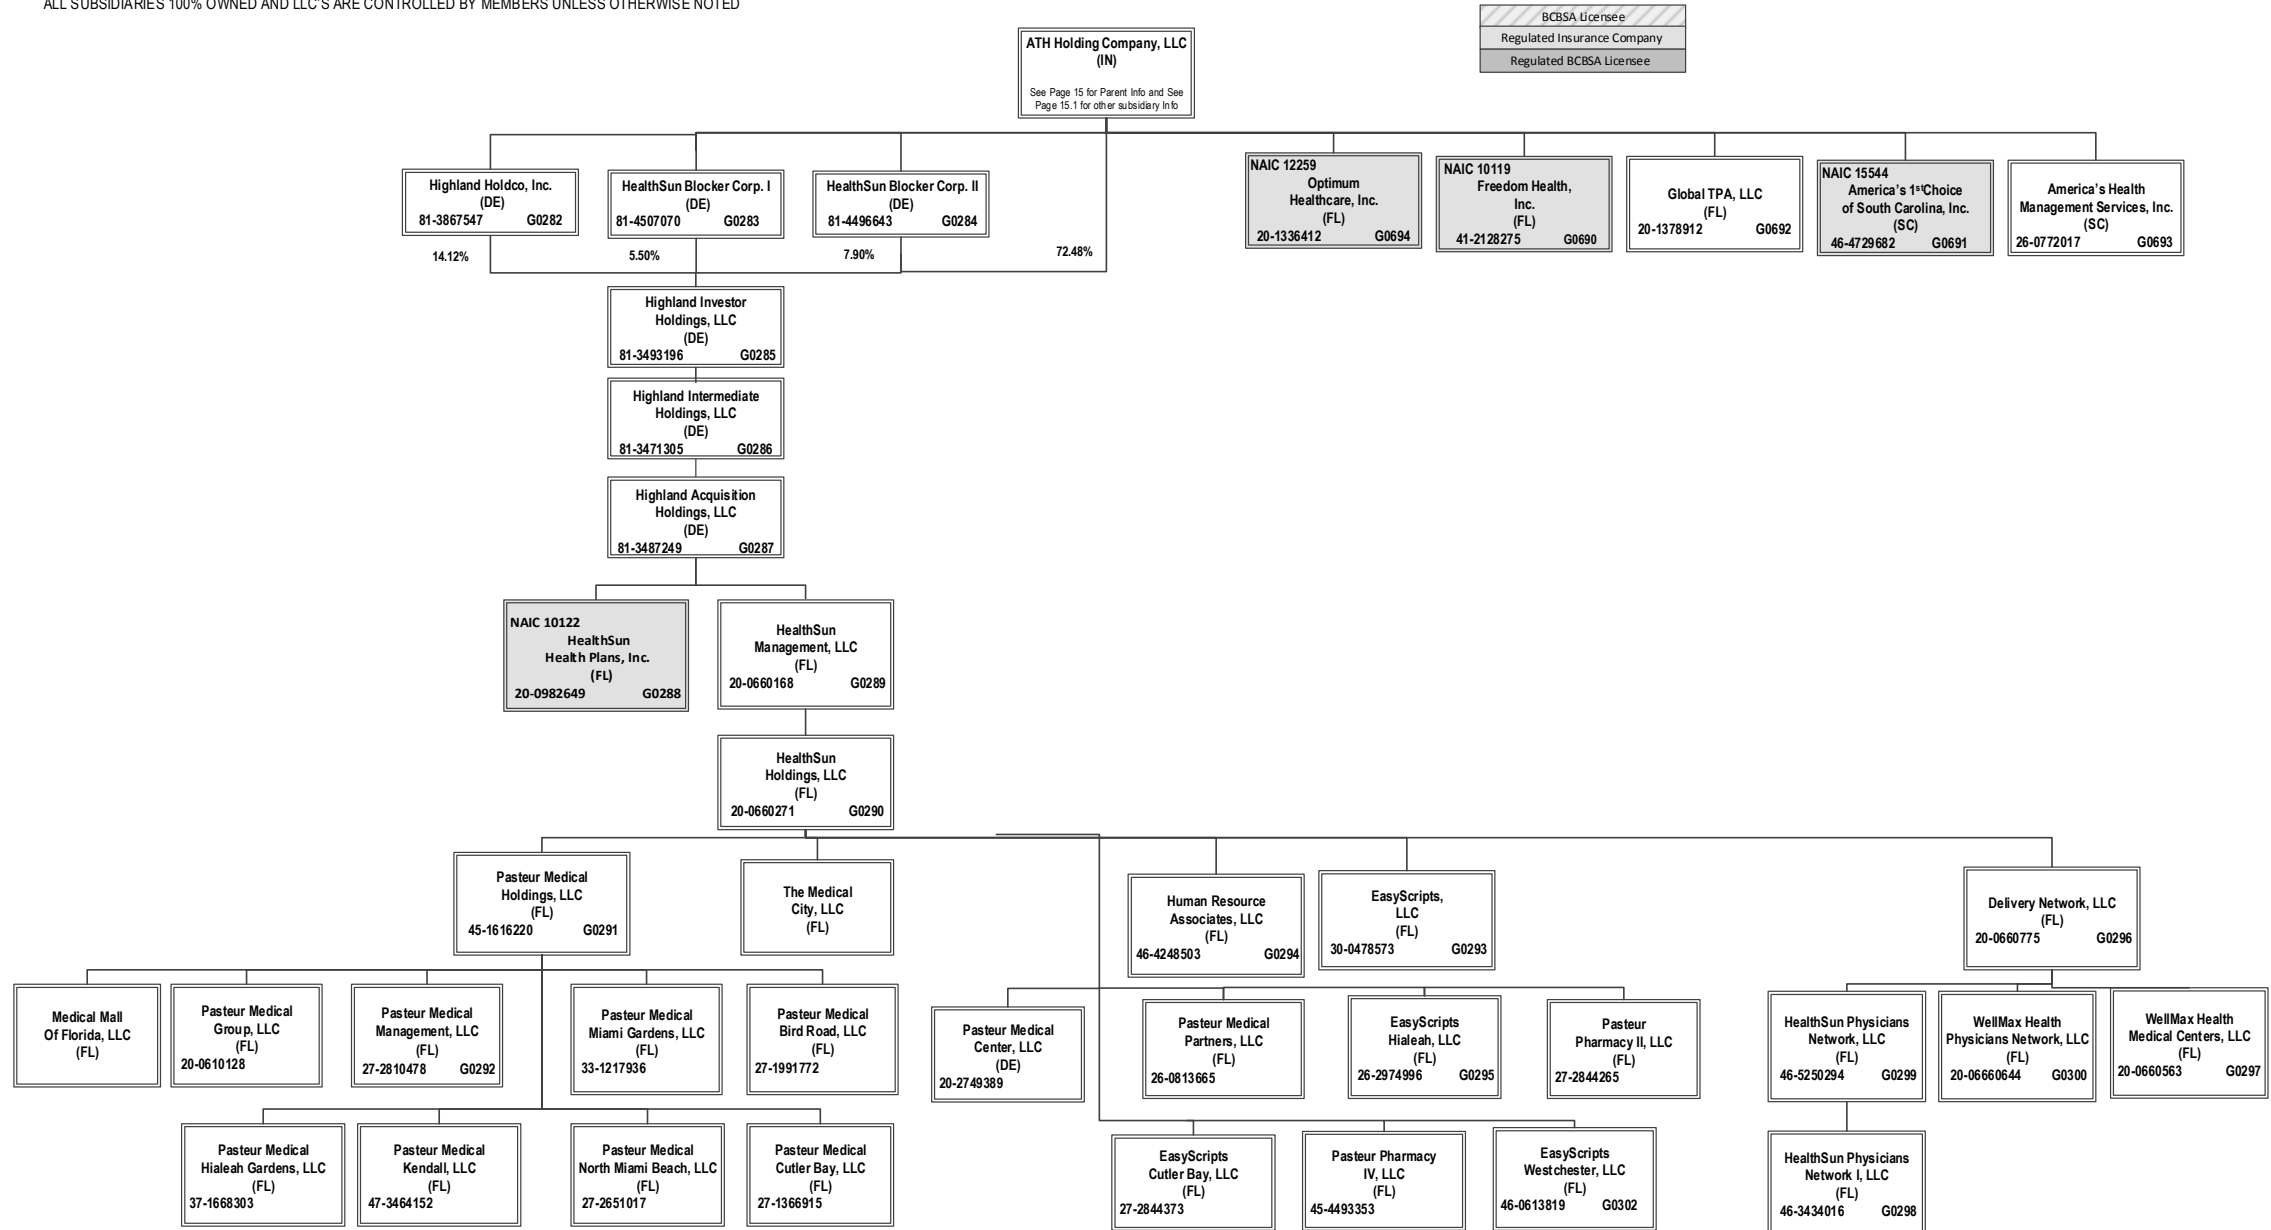 ALL SUBSIDIARIES 100% OWNED AND LLC'S ARE CONTROLLED BY MEMBERS UNLESS OTHERWISE NOTED
BCBSA Licensee
Regulated Insurance Company
Regulated BCBSA Licensee
ATH Holding Company, LLC
(IN)
See Page 15 for Parent Info and See
Page 15.1 for other subsidiary Info
Highland Holdco, Inc.
(DE)
81-3867547 G0282
HealthSun Blocker Corp. I
(DE)
81-4507070 G0283
HealthSun Blocker Corp. II
(DE)
81-4496643 G0284
NAIC 12259
Optimum
Healthcare, Inc.
(FL)
20-1336412 G0694
NAIC 10119
Freedom Health,
Inc.
(FL)
41-2128275 G0690
Global TPA, LLC
(FL)
20-1378912 G0692
NAIC 15544
America's 1st Choice
of South Carolina, Inc.
(SC)
46-4729682 G0691
America's Health
Management Services, Inc.
(SC)
26-0772017 G0693
14.12%
5.50%
7.90%
72.48%
Highland Investor
Holdings, LLC
(DE)
81-3493196 G0285
Highland Intermediate
Holdings, LLC
(DE)
81-3471305 G0286
Highland Acquisition
Holdings, LLC
(DE)
81-3487249 G0287
NAIC 10122
HealthSun
Health Plans, Inc.
(FL)
20-0982649 G0288
HealthSun
Management, LLC
(FL)
20-0660168 G0289
HealthSun
Holdings, LLC
(FL)
20-0660271 G0290
Pasteur Medical
Holdings, LLC
(FL)
45-1616220 G0291
The Medical
City, LLC
(FL)
Human Resource
Associates, LLC
(FL)
46-4248503 G0294
EasyScripts,
LLC
(FL)
30-0478573 G0293
Delivery Network, LLC
(FL)
20-0660775 G0296
Medical Mall
Of Florida, LLC
(FL)
Pasteur Medical
Group, LLC
(FL)
20-0610128
Pasteur Medical
Management, LLC
(FL)
27-2810478 G0292
Pasteur Medical
Miami Gardens, LLC
(FL)
33-1217936
Pasteur Medical
Bird Road, LLC
(FL)
27-1991772
Pasteur Medical
Center, LLC
(DE)
20-2749389
Pasteur Medical
Partners, LLC
(FL)
26-0813665
EasyScripts
Hialeah, LLC
(FL)
26-2974996 G0295
Pasteur
Pharmacy II, LLC
(FL)
27-2844265
HealthSun Physicians
Network, LLC
(FL)
46-5250294 G0299
WellMax Health
Physicians Network, LLC
(FL)
20-06660644 G0300
WellMax Health
Medical Centers, LLC
(FL)
20-0660563 G0297
Pasteur Medical
Hialeah Gardens, LLC
(FL)
37-1668303
Pasteur Medical
Kendall, LLC
(FL)
47-3464152
Pasteur Medical
North Miami Beach, LLC
(FL)
27-2651017
Pasteur Medical
Cutler Bay, LLC
(FL)
27-1366915
EasyScripts
Cutler Bay, LLC
(FL)
27-2844373
Pasteur Pharmacy
IV, LLC
(FL)
45-4493353
EasyScripts
Westchester, LLC
(FL)
46-0613819 G0302
HealthSun Physicians
Network I, LLC
(FL)
46-3434016 G0298